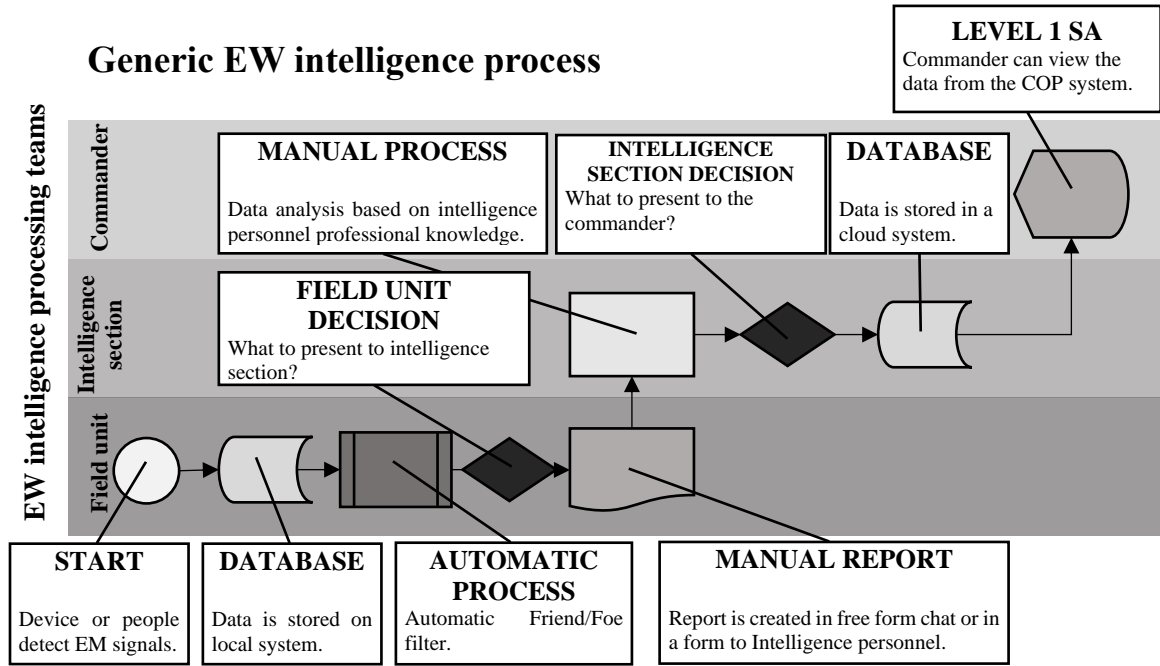 Generic EW intelligence process
LEVEL 1 SA
Commander can view the
data from the COP system.
EW intelligence processing teams
Commander
MANUAL PROCESS
Data analysis based on intelligence
personnel professional knowledge.
INTELLIGENCE
SECTION DECISION
What to present to the
commander?
DATABASE
Data is stored in a
cloud system.
Intelligence
section
FIELD UNIT
DECISION
What to present to intelligence
section?
Field unit
START
Device or people
detect EM signals.
DATABASE
Data is stored on
local system.
AUTOMATIC
PROCESS
Automatic Friend/Foe
filter.
MANUAL REPORT
Report is created in free form chat or in
a form to Intelligence personnel.